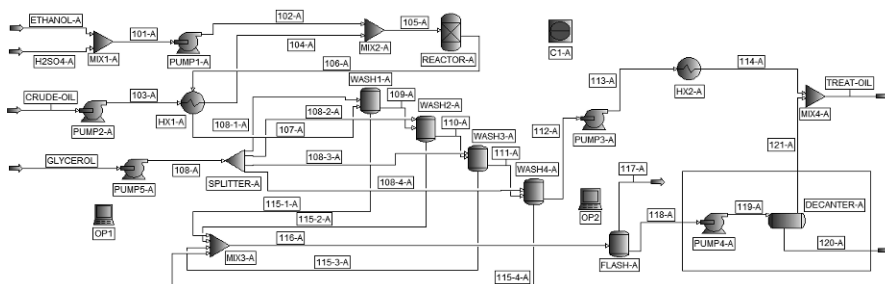 ETHANOL-A
101-A
102-A
105-A
H2SO4-A
MIX1-A
PUMP1-A
104-A
MIX2-A
REACTOR-A
C1-A
113-A
HX2-A
114-A
TREAT-OIL
106-A
CRUDE-OIL
103-A
HX1-A
PUMP2-A
WASH1-A
109-A
WASH2-A
108-2-A
108-1-A
107-A
110-A
WASH3-A
112-A
PUMP3-A
MIX4-A
GLYCEROL
108-3-A
111-A
WASH4-A
121-A
PUMP5-A
108-A
SPLITTER-A
108-4-A
117-A
OP1
OP2
115-1-A
115-2-A
116-A
MIX3-A
115-3-A
115-4-A
FLASH-A
118-A
PUMP4-A
119-A
DECANTER-A
120-A